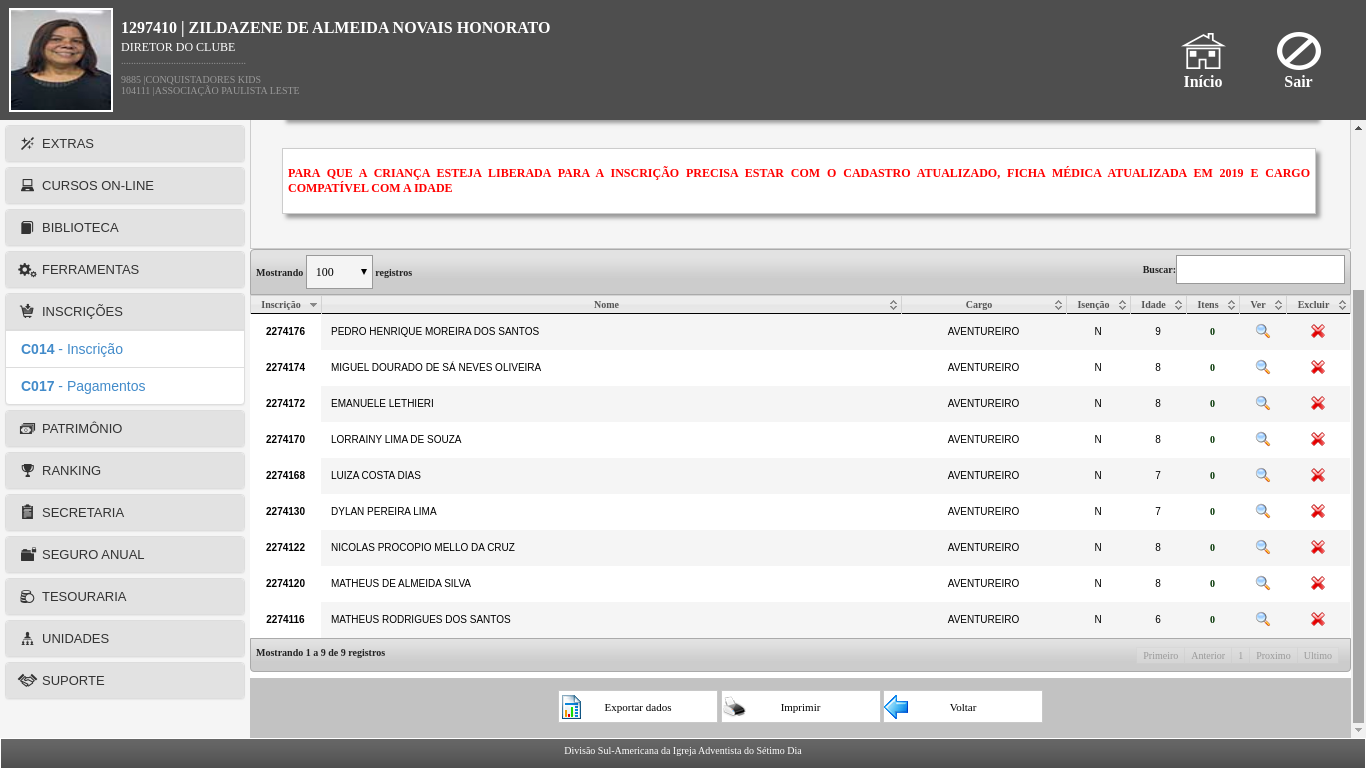 1297410 | ZILDAZENE DE ALMEIDA NOVAIS HONORATO
DIRETOR DO CLUBE
9885 |CONQUISTADORES KIDS
104111 |ASSOCIAÇÃO PAULISTA LESTE
Início
Sair
EXTRAS
CURSOS ON-LINE
BIBLIOTECA
FERRAMENTAS
INSCRIÇÕES
C014 - Inscrição
C017 - Pagamentos
PATRIMÔNIO
RANKING
SECRETARIA
SEGURO ANUAL
TESOURARIA
UNIDADES
SUPORTE
PARA QUE A CRIANÇA ESTEJA LIBERADA PARA A INSCRIÇÃO PRECISA ESTAR COM O CADASTRO ATUALIZADO, FICHA MÉDICA ATUALIZADA EM 2019 E CARGO
COMPATÍVEL COM A IDADE
Mostrando 100 registros Buscar:
Inscrição Nome Cargo Isenção Idade Itens Ver Excluir
2274176 PEDRO HENRIQUE MOREIRA DOS SANTOS AVENTUREIRO N 9 0
2274174 MIGUEL DOURADO DE SÁ NEVES OLIVEIRA AVENTUREIRO N 8 0
2274172 EMANUELE LETHIERI AVENTUREIRO N 8 0
2274170 LORRAINY LIMA DE SOUZA AVENTUREIRO N 8 0
2274168 LUIZA COSTA DIAS AVENTUREIRO N 7 0
2274130 DYLAN PEREIRA LIMA AVENTUREIRO N 7 0
2274122 NICOLAS PROCOPIO MELLO DA CRUZ AVENTUREIRO N 8 0
2274120 MATHEUS DE ALMEIDA SILVA AVENTUREIRO N 8 0
2274116 MATHEUS RODRIGUES DOS SANTOS AVENTUREIRO N 6 0
Mostrando 1 a 9 de 9 registros Primeiro Anterior 1 Proximo Ultimo
Exportar dados Imprimir Voltar
Divisão Sul-Americana da Igreja Adventista do Sétimo Dia